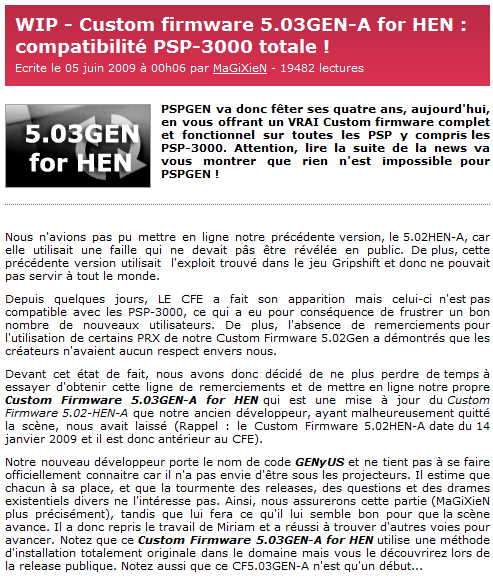 WIP - Custom firmware 5.03GEN-A for HEN :
compatibilité PSP-3000 totale !
Ecrite le 05 juin 2009 à 00h06 par MaGiXieN - 19482 lectures
5.03GEN
for HEN
PSPGEN va donc fêter ses quatre ans, aujourd'hui,
en vous offrant un VRAI Custom firmware complet
et fonctionnel sur toutes les PSP y compris les
PSP-3000. Attention, lire la suite de la news va
vous montrer que rien n'est impossible pour
PSPGEN !
Nous n'avions pas pu mettre en ligne notre précédente version, le 5.02HEN-A, car
elle utilisait une faille qui ne devait pâs être révélée en public. De plus, cette
précédente version utilisait l'exploit trouvé dans le jeu Gripshift et donc ne pouvait
pas servir à tout le monde.
Depuis quelques jours, LE CFE a fait son apparition mais celui-ci n'est pas
compatible avec les PSP-3000, ce qui a eu pour conséquence de frustrer un bon
nombre de nouveaux utilisateurs. De plus, l'absence de remerciements pour
l'utilisation de certains PRX de notre Custom Firmware 5.02Gen a démontrés que les
créateurs n'avaient aucun respect envers nous.
Devant cet état de fait, nous avons donc décidé de ne plus perdre de temps à
essayer d'obtenir cette ligne de remerciements et de mettre en ligne notre propre
Custom Firmware 5.03GEN-A for HEN qui est une mise à jour du Custom
Firmware 5.02-HEN-A que notre ancien développeur, ayant malheureusement quitté
la scène, nous avait laissé (Rappel : le Custom Firmware 5.02HEN-A date du 14
janvier 2009 et il est donc antérieur au CFE).
Notre nouveau développeur porte le nom de code GENyUS et ne tient pas à se faire
officiellement connaitre car il n'a pas envie d'être sous les projecteurs. Il estime que
chacun à sa place, et que la tourmente des releases, des questions et des drames
existentiels divers ne l'intéresse pas. Ainsi, nous assurerons cette partie (MaGiXieN
plus précisément), tandis que lui fera ce qu'il lui semble bon pour que la scène
avance. Il a donc repris le travail de Miriam et a réussi à trouver d'autres voies pour
avancer. Notez que ce Custom Firmware 5.03GEN-A for HEN utilise une méthode
d'installation totalement originale dans le domaine mais vous le découvrirez lors de
la release publique. Notez aussi que ce CF5.03GEN-A n'est qu'un début...